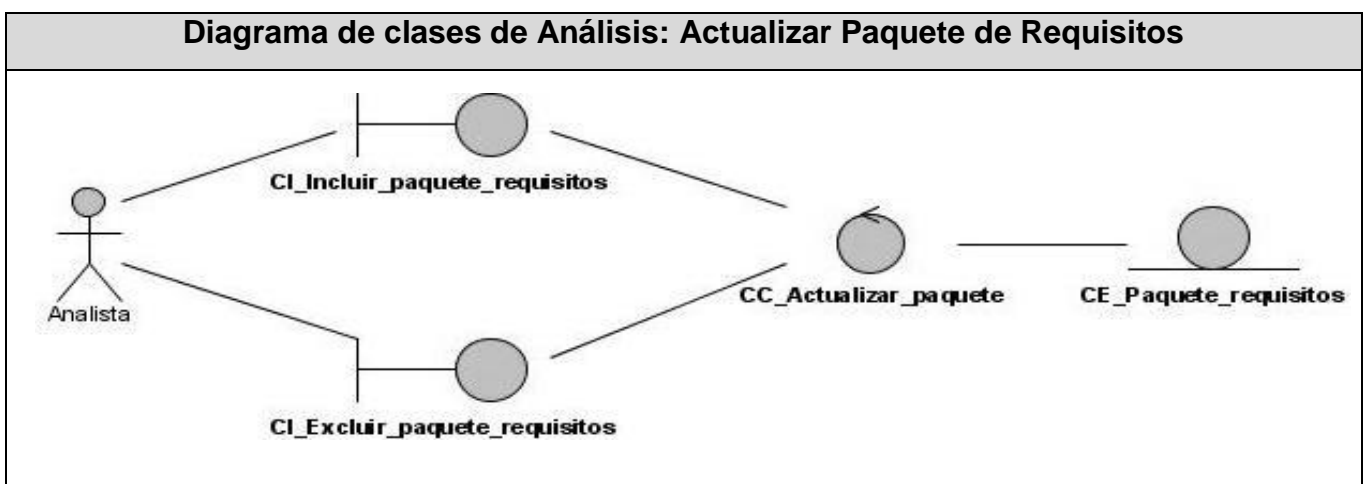 Diagrama de clases de Análisis: Actualizar Paquete de Requisitos
CI_Incluir_paquete_requisitos
Analista
CC_Actualizar_paquete
CE_Paquete_requisitos
CI_Excluir_paquete_requisitos